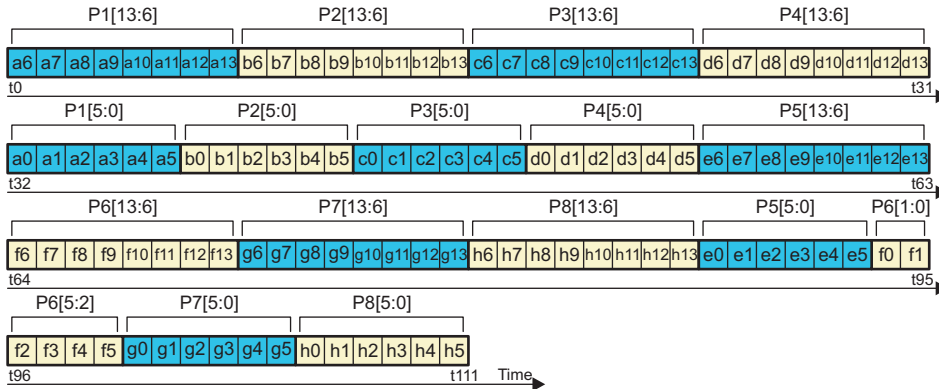 P1[13:6] P2[13:6] P3[13:6] P4[13:6]
a6 a7 a8 a9 a10 a11 a12 a13 b6 b7 b8 b9 b10 b11 b12 b13 c6 c7 c8 c9 c10 c11 c12 c13 d6 d7 d8 d9 d10 d11 d12 d13
t0 t31
P1[5:0] P2[5:0] P3[5:0] P4[5:0] P5[13:6]
a0 a1 a2 a3 a4 a5 b0 b1 b2 b3 b4 b5 c0 c1 c2 c3 c4 c5 d0 d1 d2 d3 d4 d5 e6 e7 e8 e9 e10 e11 e12 e13
t32 t63
P6[13:6] P7[13:6] P8[13:6] P5[5:0] P6[1:0]
f6 f7 f8 f9 f10 f11 f12 f13 g6 g7 g8 g9 g10 g11 g12 g13 h6 h7 h8 h9 h10 h11 h12 h13 e0 e1 e2 e3 e4 e5 f0 f1
t64 t95
P6[5:2] P7[5:0] P8[5:0]
f2 f3 f4 f5 g0 g1 g2 g3 g4 g5 h0 h1 h2 h3 h4 h5
t96 t111 Time